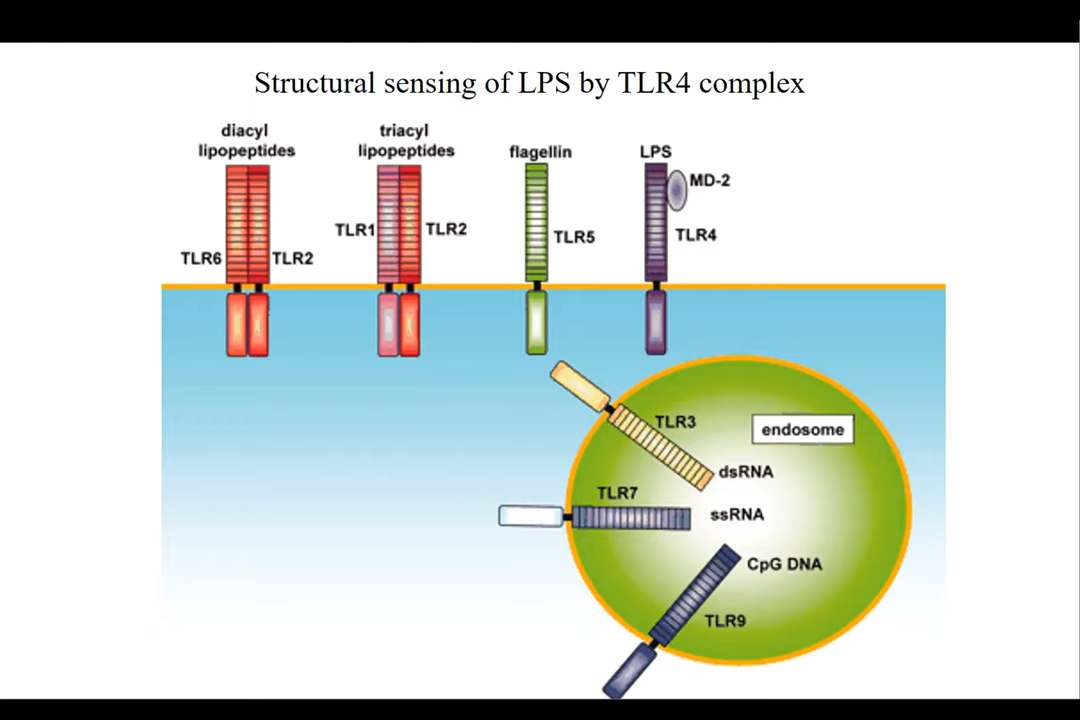 Structural sensing of LPS by TLR4 complex
diacyl
lipopeptides
triacyl
lipopeptides
flagellin
LPS
MD-2
TLR6
TLR2
TLR1
TLR2
TLR5
TLR4
TLR3
endosome
dsRNA
TLR7
ssRNA
CpG DNA
TLR9